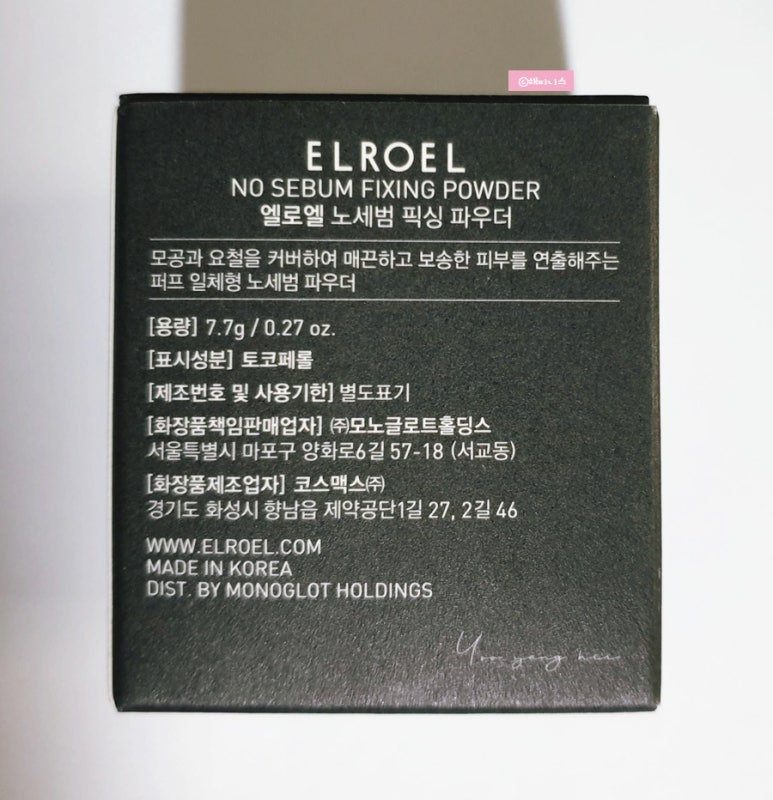 ELROEL
NO SEBUM FIXING POWDER
엘로엘 노세범 픽싱 파우더
모공과 요철을 커버하여 매끈하고 보송한 피부를 연출해주는
퍼프 일체형 노세범 파우더
[용량] 7.7g / 0.27 oz.
[표시성분] 토코페롤
[제조번호 및 사용기한] 별도표기
[화장품책임판매업자] ㈜모노글로트홀딩스
서울특별시 마포구 양화로6길 57-18 (서교동)
[화장품제조업자] 코스맥스㈜
경기도 화성시 향남읍 제약공단1길 27, 2길 46
WWW.ELROEL.COM
MADE IN KOREA
DIST. BY MONOGLOT HOLDINGS